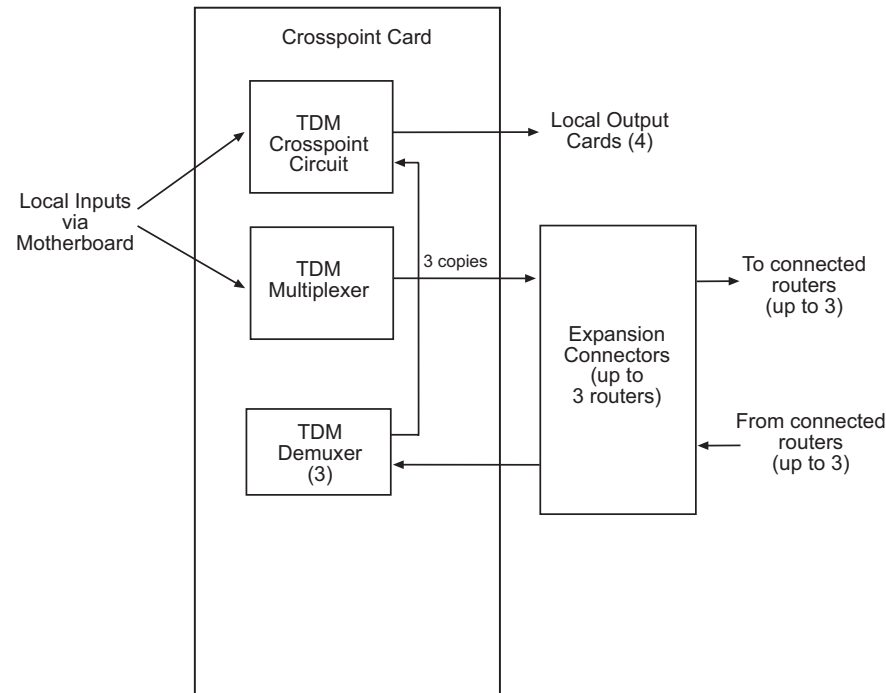 Crosspoint Card
TDM
Crosspoint
Circuit
Local Output
Cards (4)
Local Inputs
via
Motherboard
TDM
Multiplexer
3 copies
To connected
routers
(up to 3)
Expansion
Connectors
(up to
3 routers)
TDM
Demuxer
(3)
From connected
routers
(up to 3)